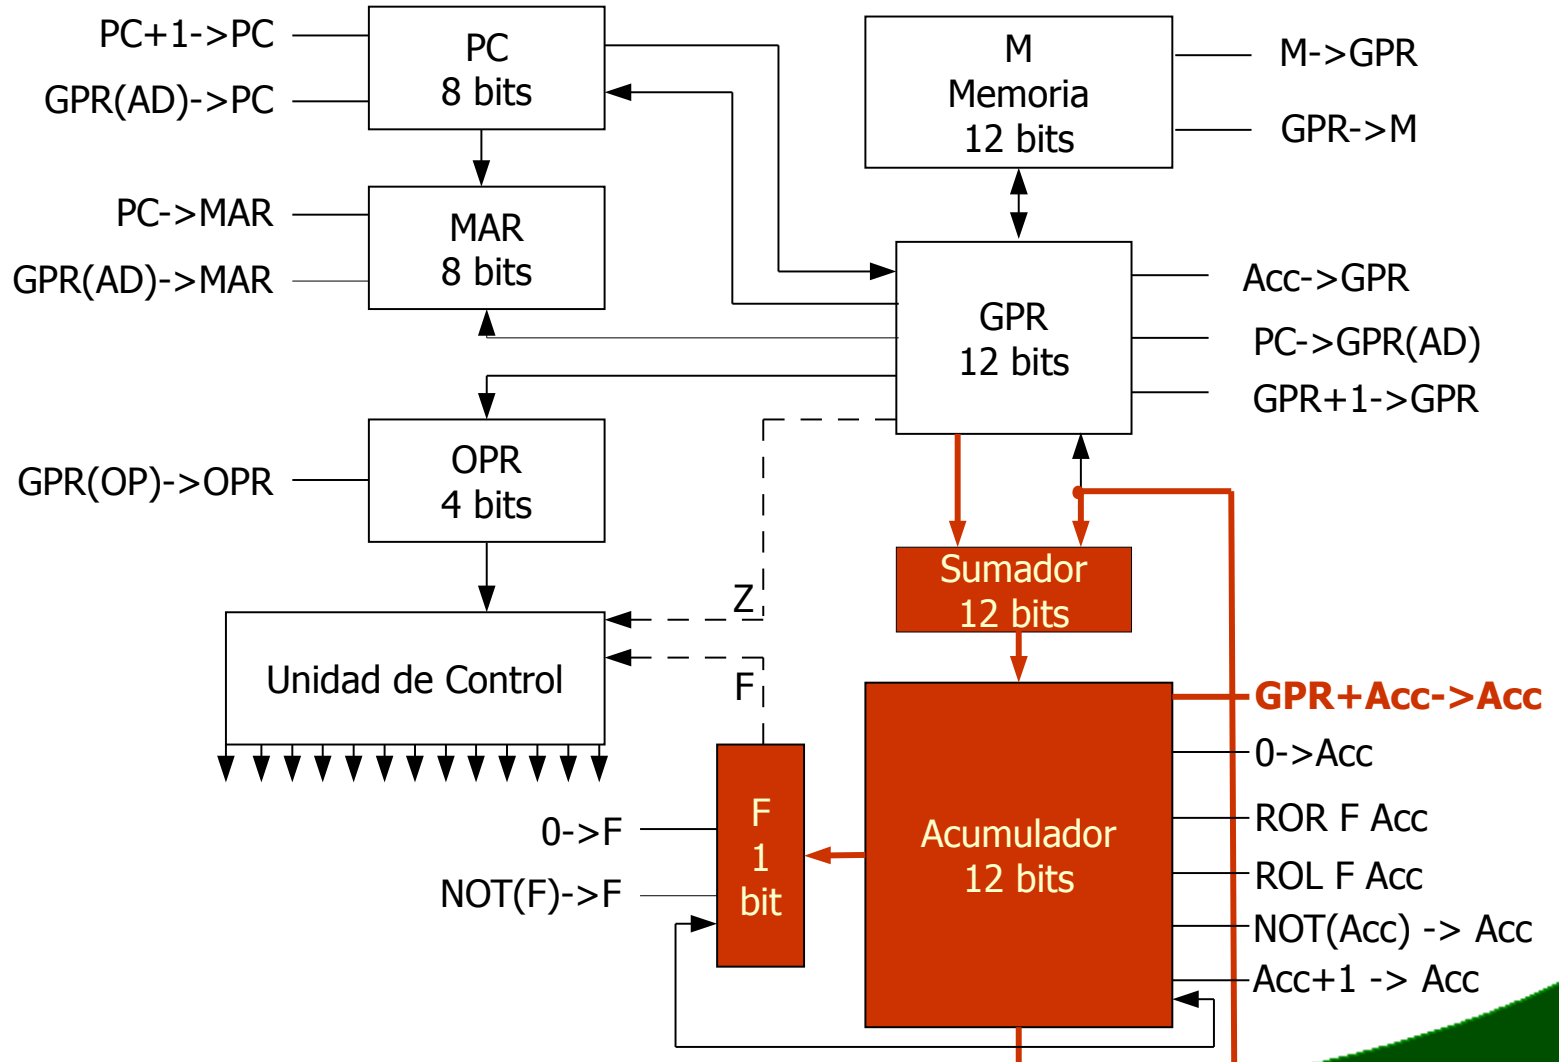 PC+1->PC
GPR(AD)->PC
PC
8 bits
M
Memoria
12 bits
M->GPR
GPR->M
PC->MAR
GPR(AD)->MAR
MAR
8 bits
GPR
12 bits
Acc->GPR
PC->GPR(AD)
GPR+1->GPR
GPR(OP)->OPR
OPR
4 bits
Sumador
12 bits
Z
F
Unidad de Control
0->F
NOT(F)->F
F
1
bit
Acumulador
12 bits
GPR+Acc->Acc
0->Acc
ROR F Acc
ROL F Acc
NOT(Acc) -> Acc
Acc+1 -> Acc